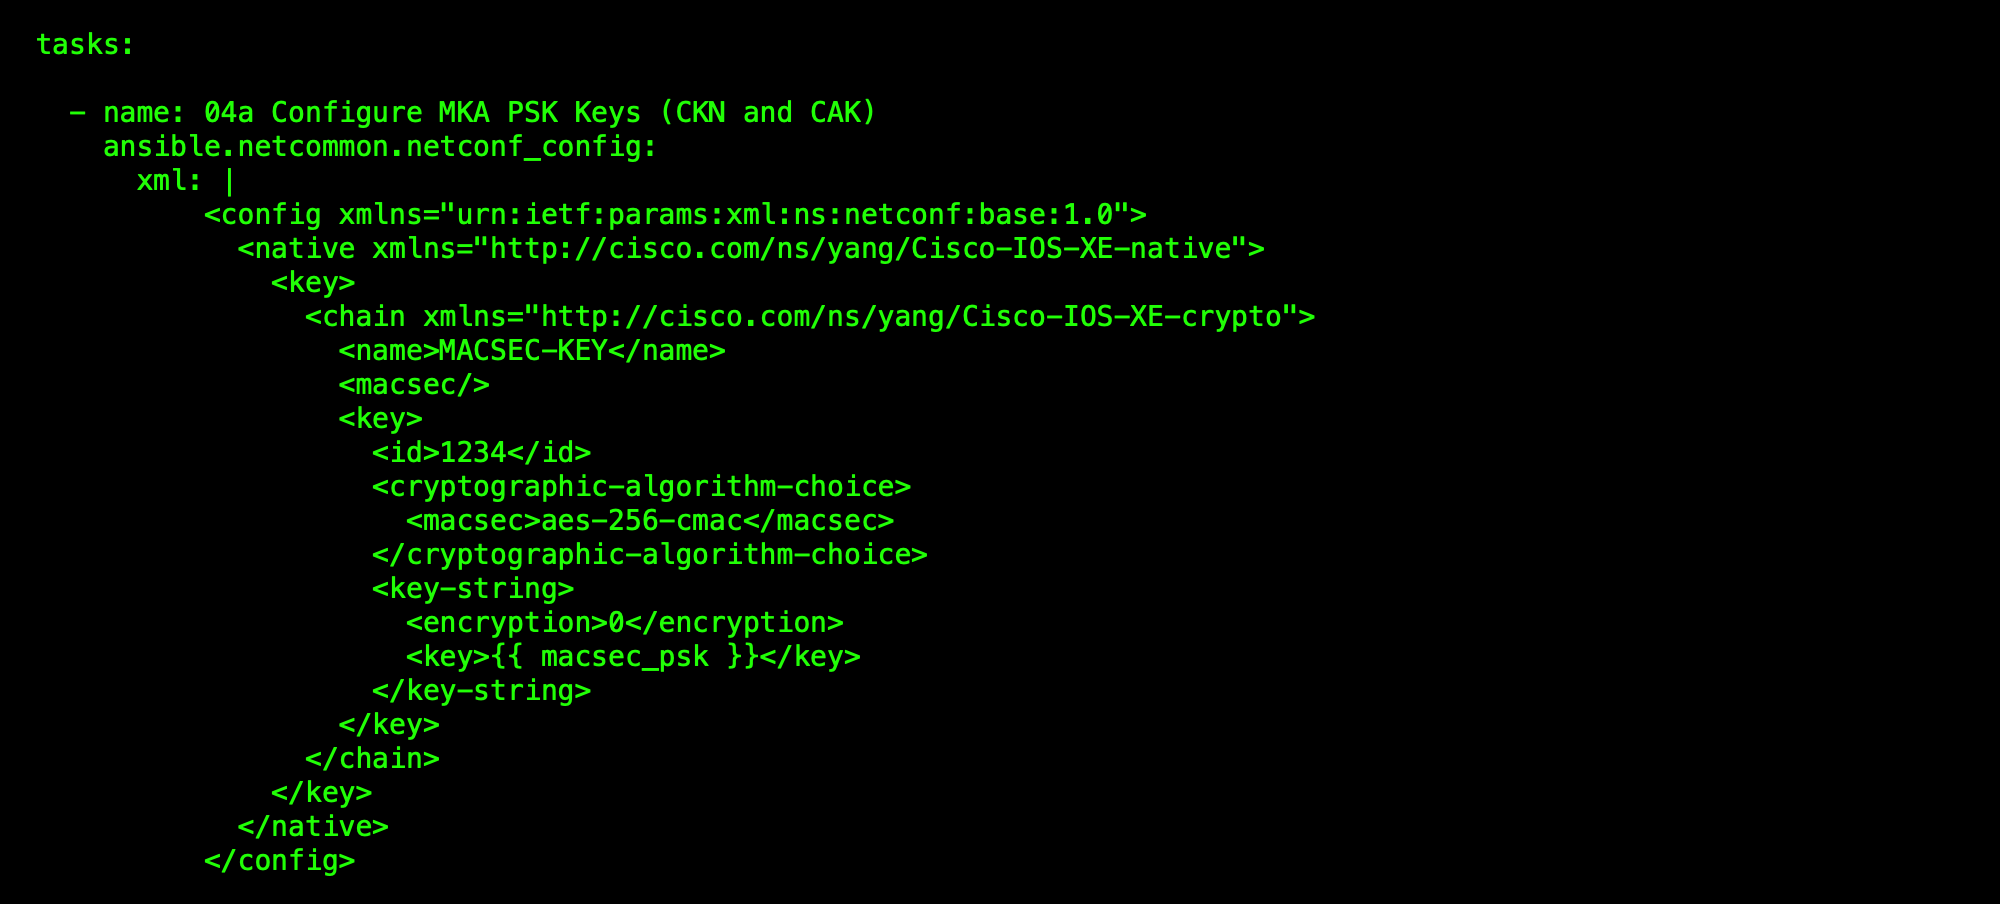 tasks:
- name: 04a Configure MKA PSK Keys (CKN and CAK)
ansible.netcommon.netconf_config:
xml: |
<config xmlns="urn:ietf:params:xml:ns:netconf:base:1.0">
<native xmlns="http://cisco.com/ns/yang/Cisco-IOS-XE-native">
<key>
<chain xmlns="http://cisco.com/ns/yang/Cisco-IOS-XE-crypto">
<name>MACSEC-KEY</name>
<macsec/>
<key>
<id>1234</id>
<cryptographic-algorithm-choice>
<macsec>aes-256-cmac</macsec>
</cryptographic-algorithm-choice>
<key-string>
<encryption>0</encryption>
<key>{{ macsec_psk }}</key>
</key-string>
</key>
</chain>
</key>
</native>
</config>